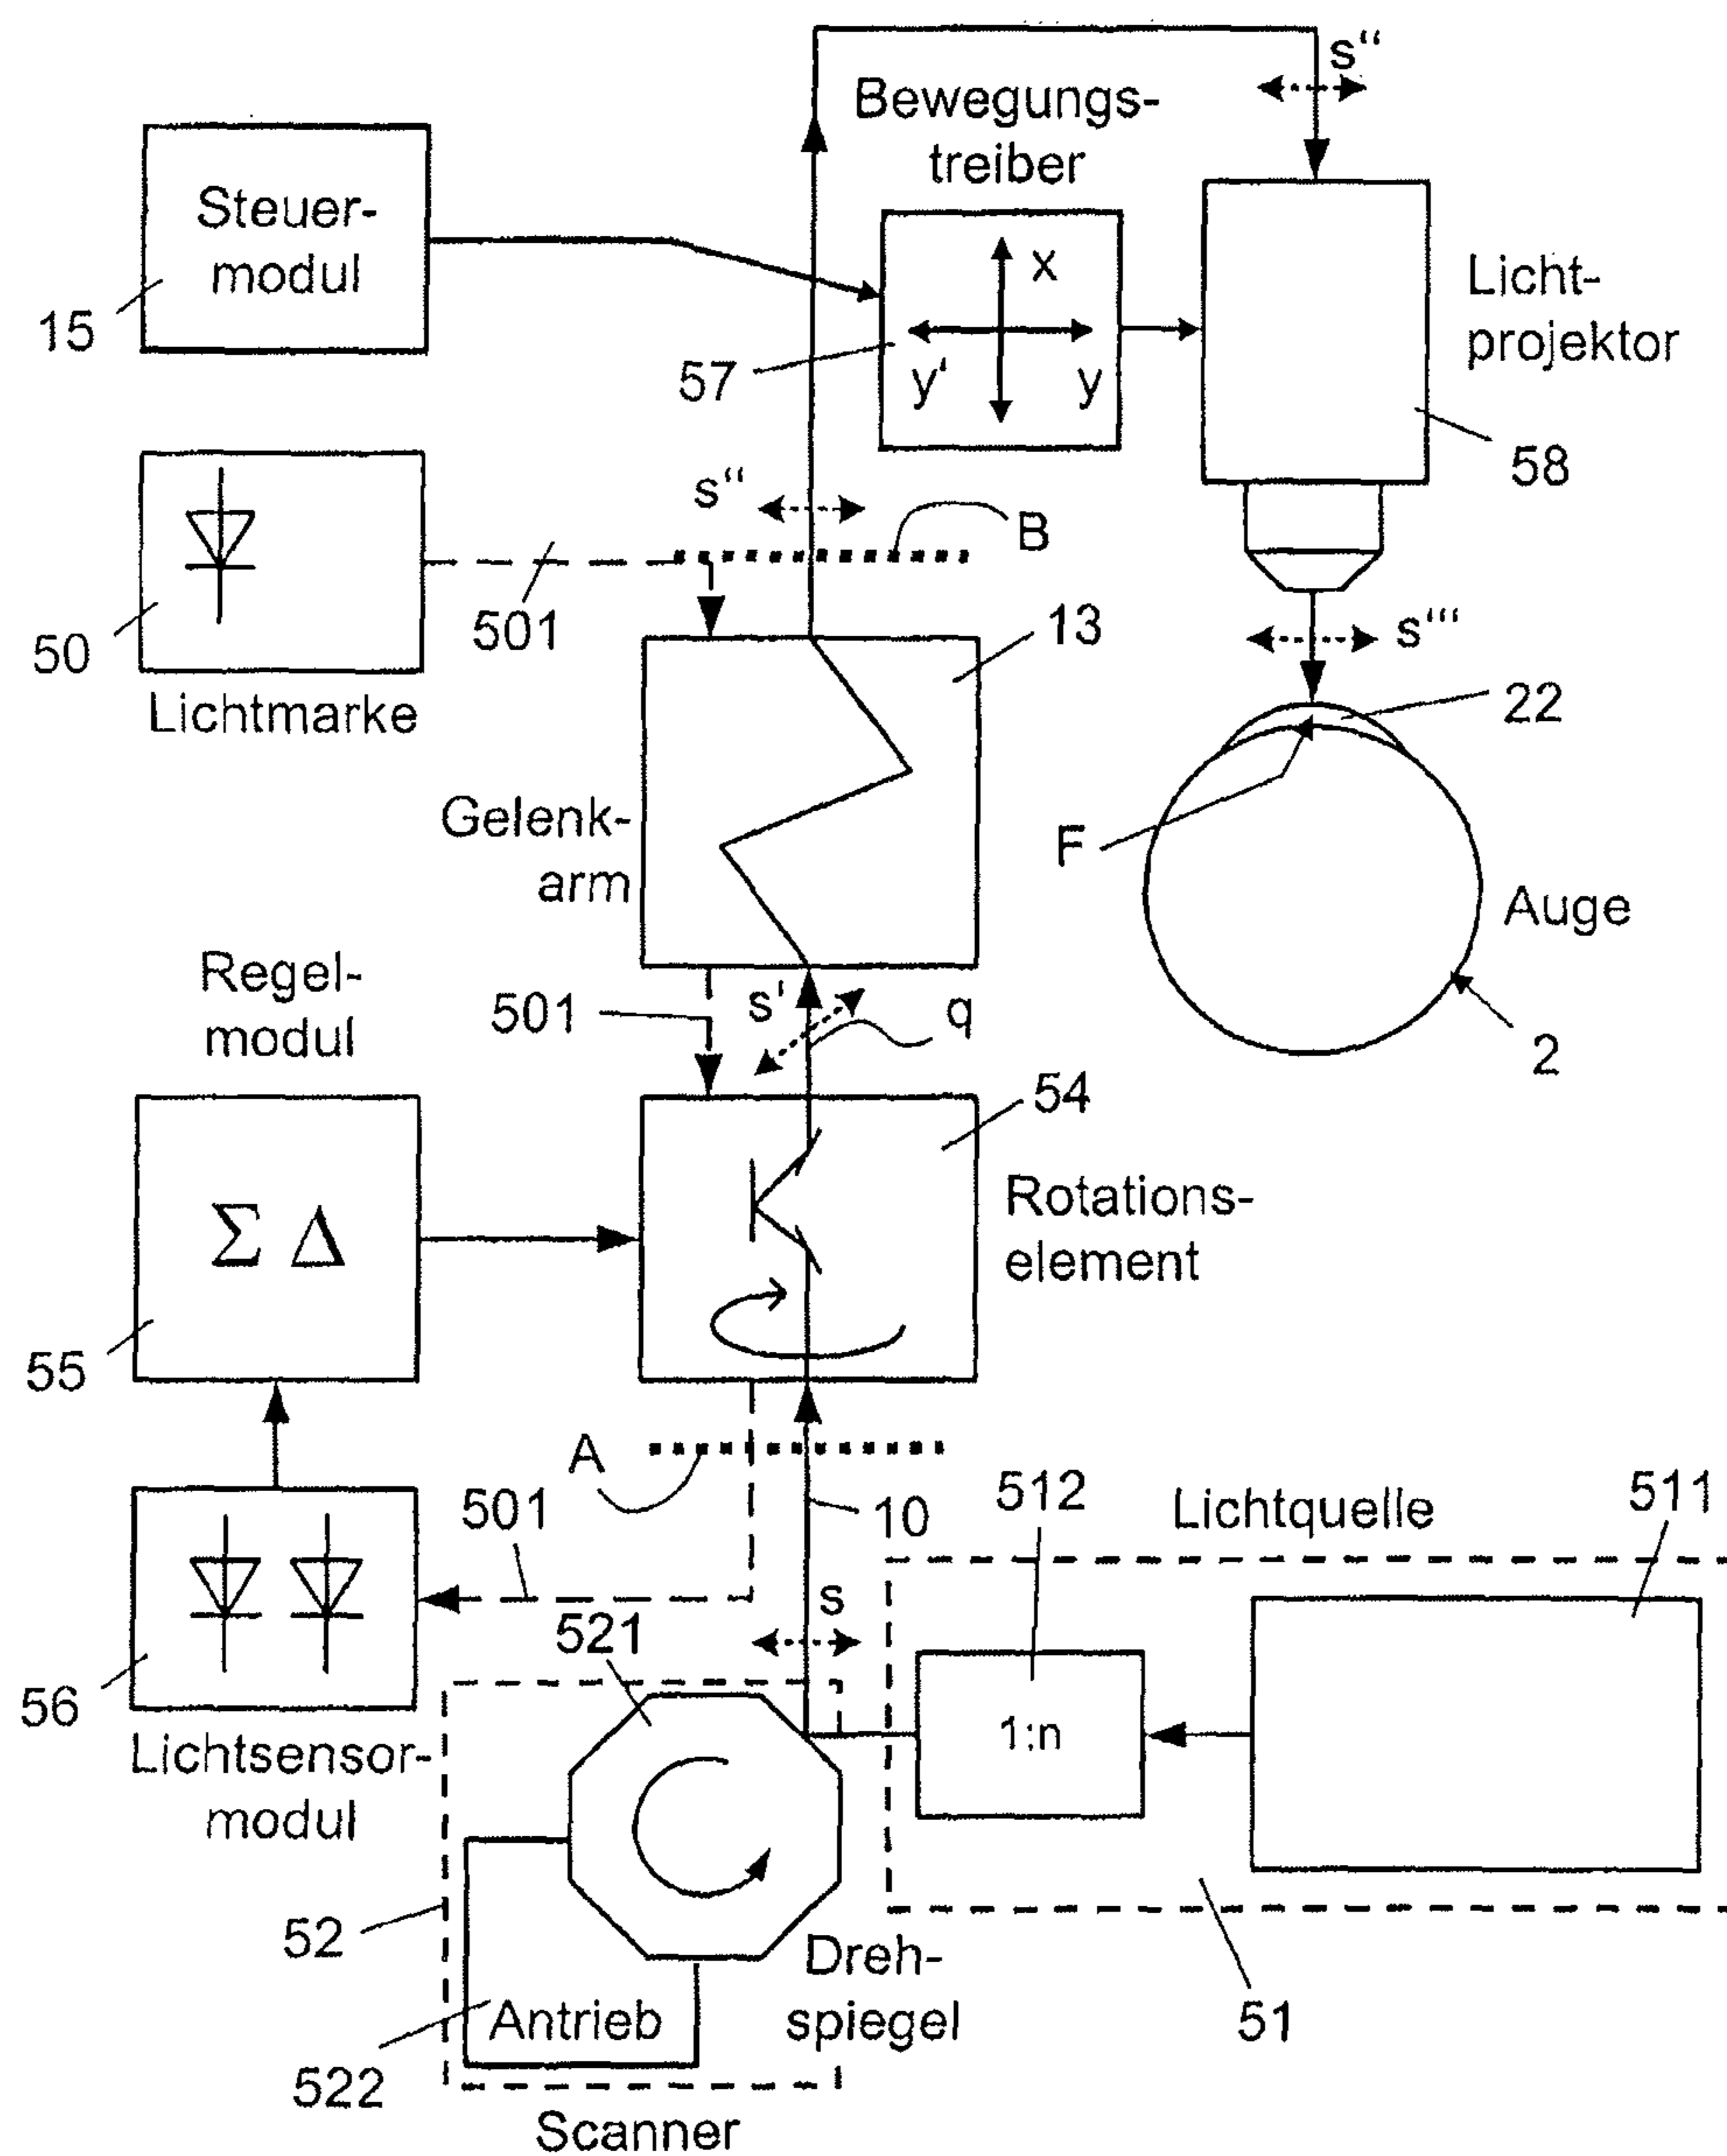 s“
Bewegungs-
treiber
Steuer-
modul
15
x
y‘
y
57
Licht-
projektor
58
s“
B
501
50
Lichtmarke
13
s‘“
22
F
Gelenk-
arm
Auge
2
Regel-
modul
501
s‘
q
54
Σ Δ
Rotations-
element
55
A
10
501
512
Lichtquelle
511
s
521
56
Lichtsensor-
modul
1:n
52
Dreh-
spiegel
Antrieb
51
522
Scanner